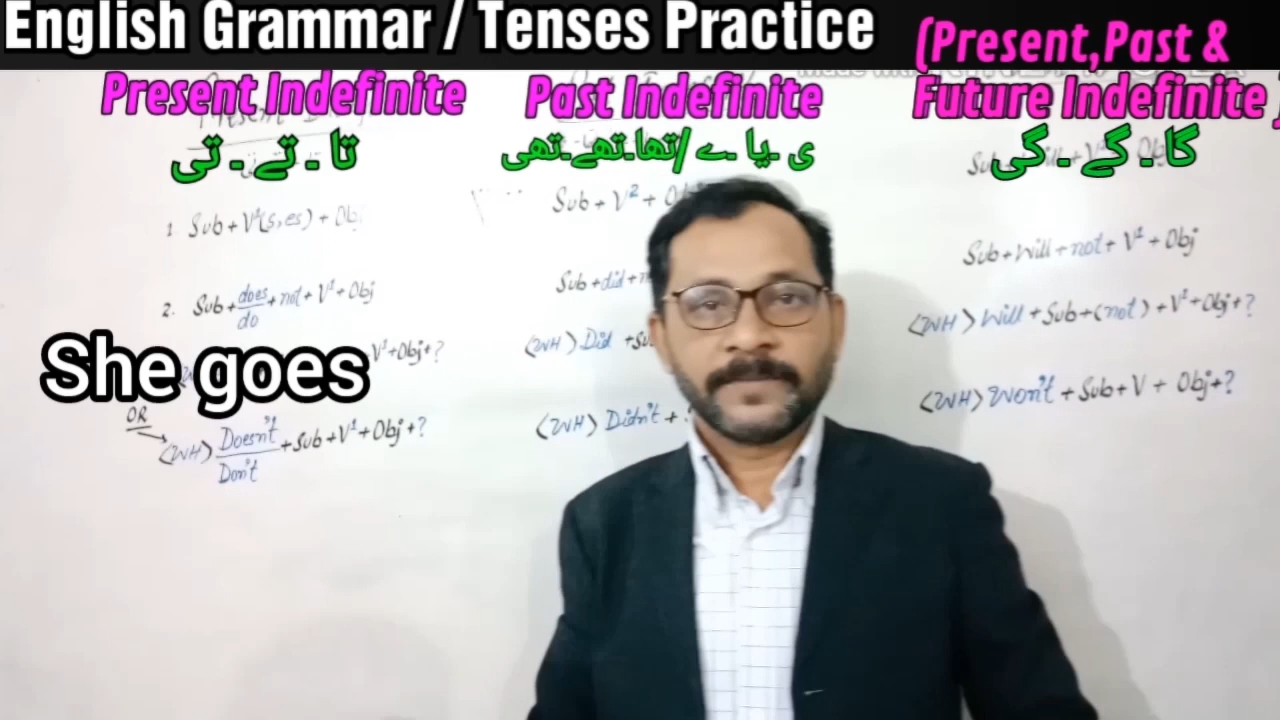 English Grammar / Tenses Practice
(Present,Past &
Future Indefinite)
Present Indefinite
تا ۔ تے ۔ تی
1. Sub + V¹(s,es) + Obj
2. Sub + does/do + not + V¹ + Obj
V¹+Obj+?
She goes
OR
(WH) Doesn't/Don't + Sub + V¹ + Obj + ?
Past Indefinite
ی ۔یا ۔ے /تھا۔تھے۔تھی
Sub + V² +
Sub + did +
(WH) Did +
(WH) Didn't +
گا ۔ گے ۔ گی
Sub
Sub + Will + not + V¹ + Obj
(WH) Will + Sub + (not) + V¹ + Obj + ?
(WH) Won't + Sub + V + Obj + ?